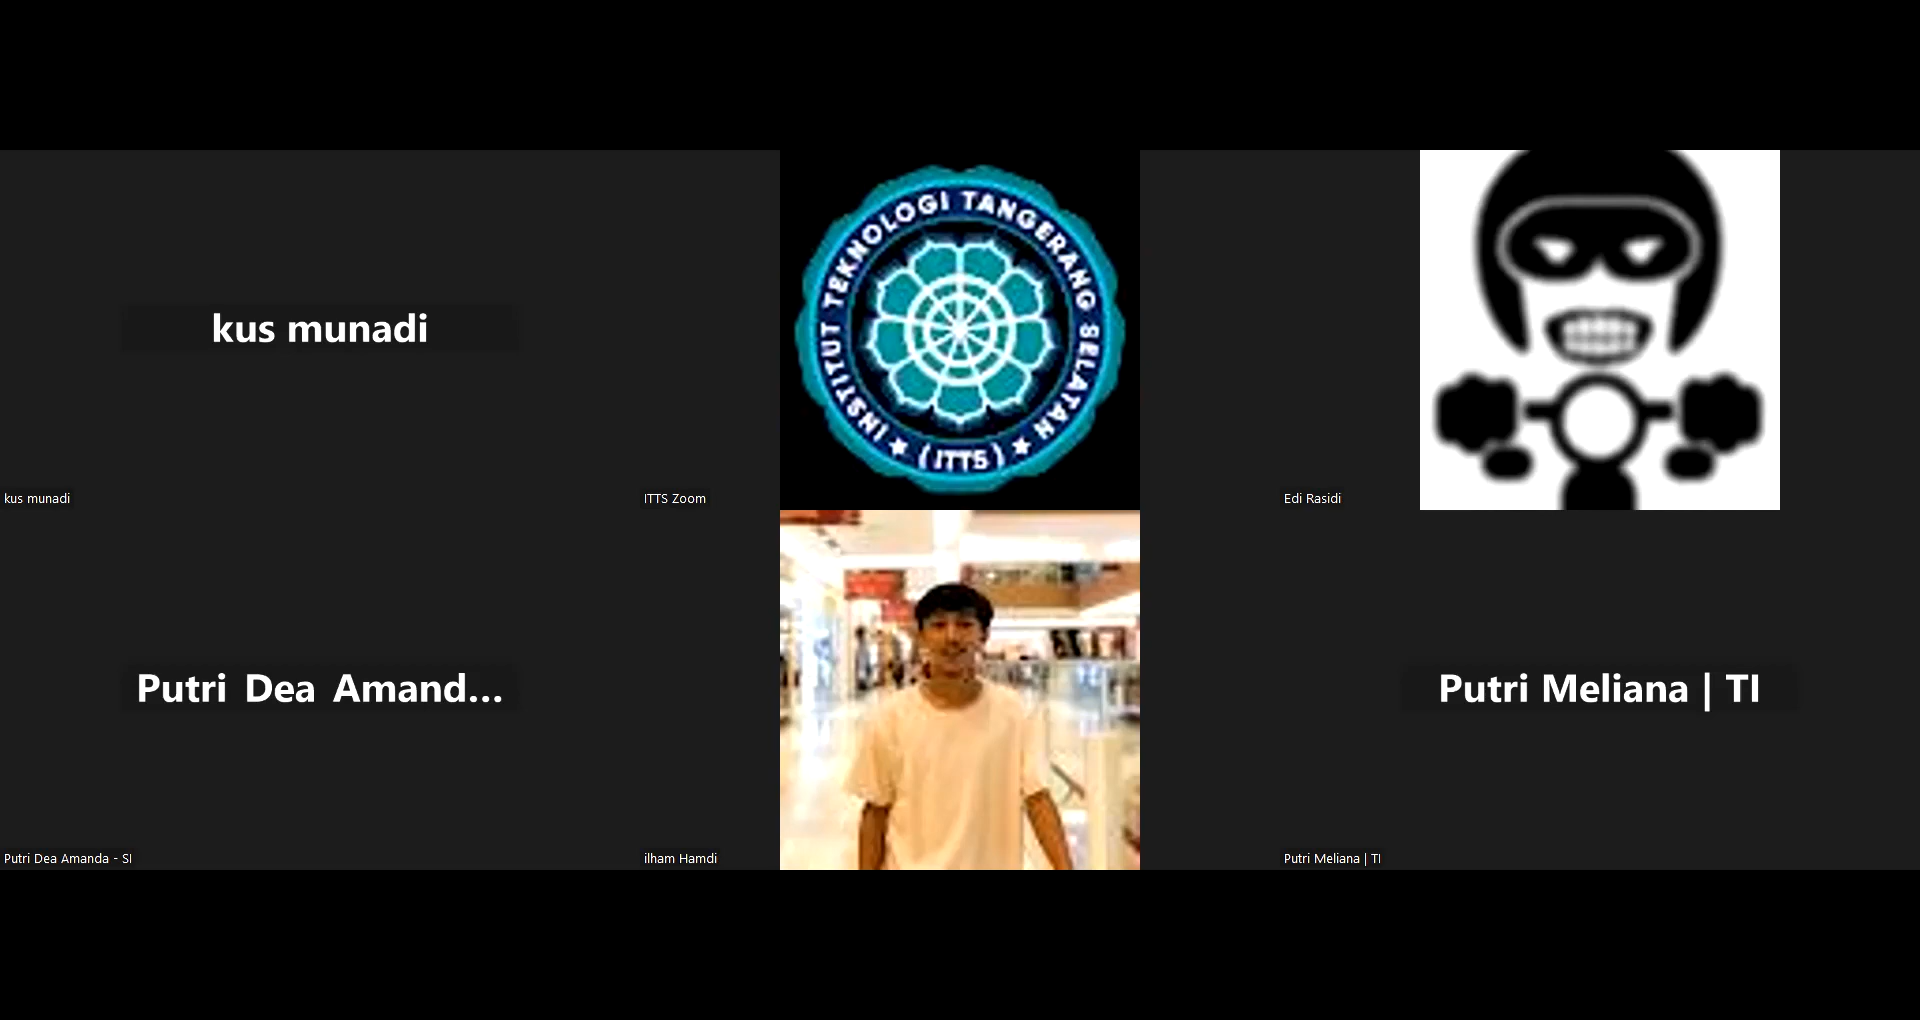 kus munadi
kus munadi
INSTITUT TEKNOLOGI TANGERANG SELATAN
(ITTS)
ITTS Zoom
Edi Rasidi
Putri Dea Amand...
Putri Dea Amanda - SI
ilham Hamdi
Putri Meliana | TI
Putri Meliana | TI